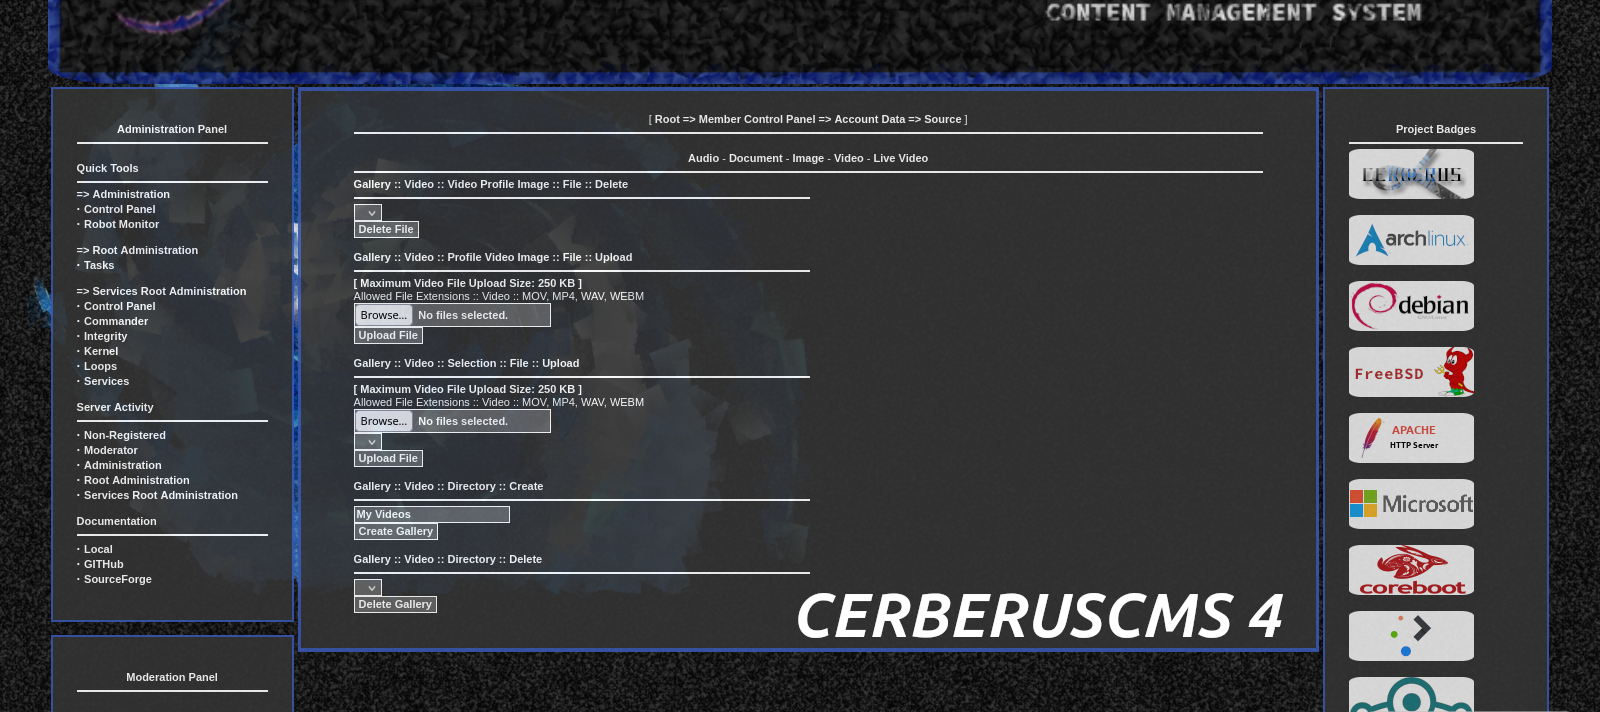 CONTENT MANAGEMENT SYSTEM
Administration Panel
Quick Tools
=> Administration
· Control Panel
· Robot Monitor
=> Root Administration
· Tasks
=> Services Root Administration
· Control Panel
· Commander
· Integrity
· Kernel
· Loops
· Services
Server Activity
· Non-Registered
· Moderator
· Administration
· Root Administration
· Services Root Administration
Documentation
· Local
· GITHub
· SourceForge
Moderation Panel
[ Root => Member Control Panel => Account Data => Source ]
Audio - Document - Image - Video - Live Video
Gallery :: Video :: Video Profile Image :: File :: Delete
Delete File
Gallery :: Video :: Profile Video Image :: File :: Upload
[ Maximum Video File Upload Size: 250 KB ]
Allowed File Extensions :: Video :: MOV, MP4, WAV, WEBM
Browse... No files selected.
Upload File
Gallery :: Video :: Selection :: File :: Upload
[ Maximum Video File Upload Size: 250 KB ]
Allowed File Extensions :: Video :: MOV, MP4, WAV, WEBM
Browse... No files selected.
Upload File
Gallery :: Video :: Directory :: Create
My Videos
Create Gallery
Gallery :: Video :: Directory :: Delete
Delete Gallery
CERBERUSCMS 4
Project Badges
CERBERUS
archlinux
debian
FreeBSD
APACHE
HTTP Server
Microsoft
coreboot